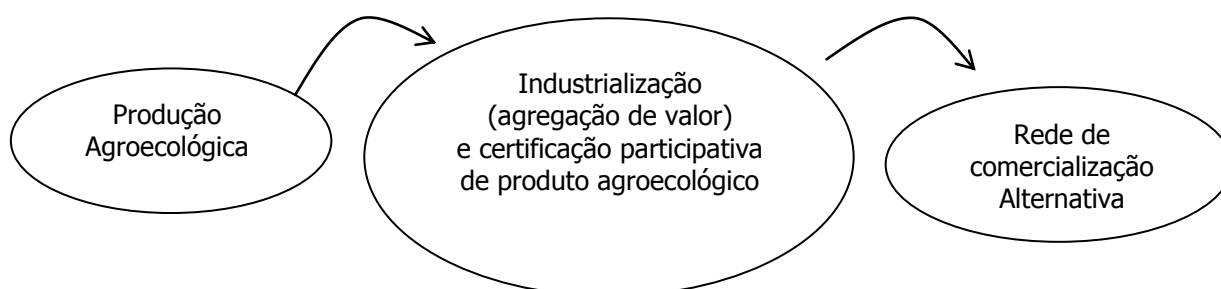 Produção
Agroecológica
Industrialização
(agregação de valor)
e certificação participativa
de produto agroecológico
Rede de
comercialização
Alternativa